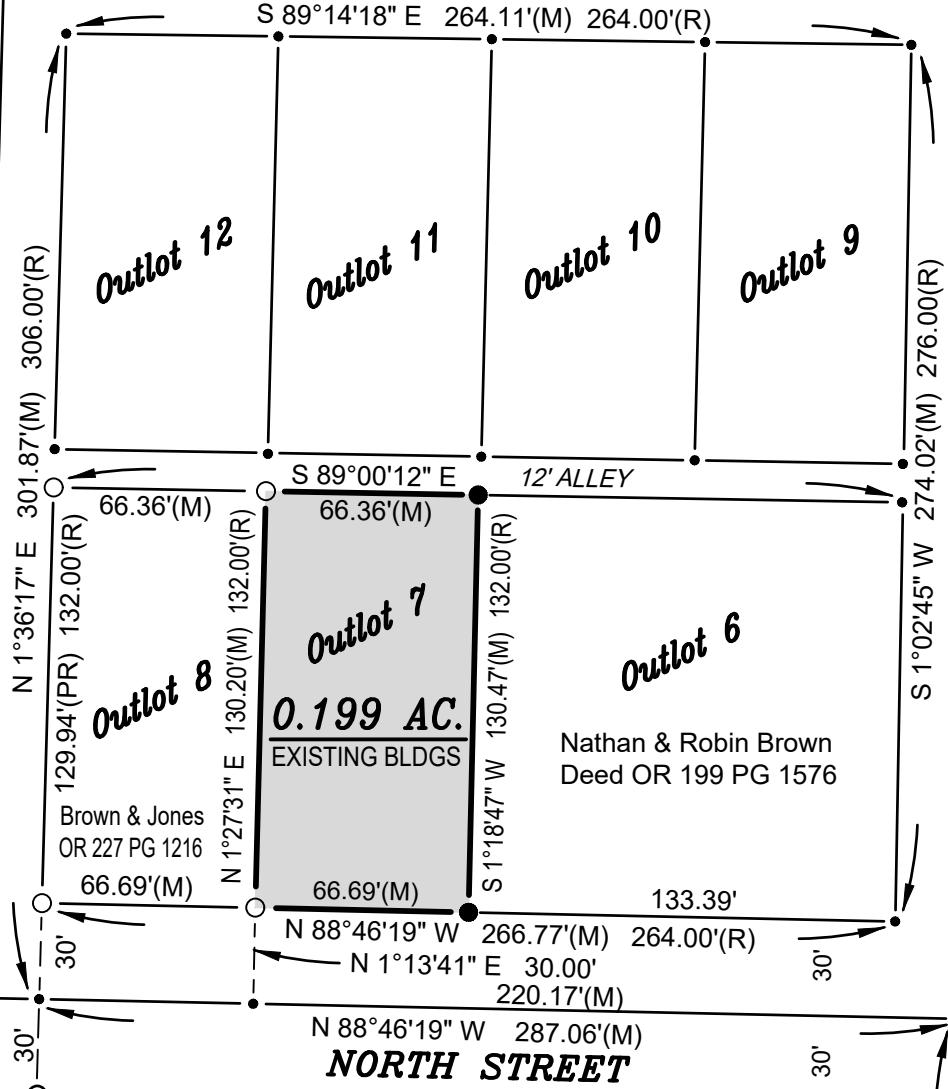 S 89°14'18" E 264.11'(M) 264.00'(R)
Outlot 12
Outlot 11
Outlot 10
Outlot 9
N 1°36'17" E 301.87'(M) 306.00'(R)
S 1°02'45" W 274.02'(M) 276.00(R)
S 89°00'12" E
12' ALLEY
66.36'(M)
66.36'(M)
129.94'(PR) 132.00'(R)
N 1°27'31" E 130.20'(M) 132.00'(R)
S 1°18'47" W 130.47'(M) 132.00'(R)
Outlot 8
Outlot 7
Outlot 6
0.199 AC.
EXISTING BLDGS
Nathan & Robin Brown
Deed OR 199 PG 1576
Brown & Jones
OR 227 PG 1216
66.69'(M)
66.69'(M)
133.39'
N 88°46'19" W 266.77'(M) 264.00'(R)
30'
N 1°13'41" E 30.00'
30'
220.17'(M)
N 88°46'19" W 287.06'(M)
30'
NORTH STREET
30'